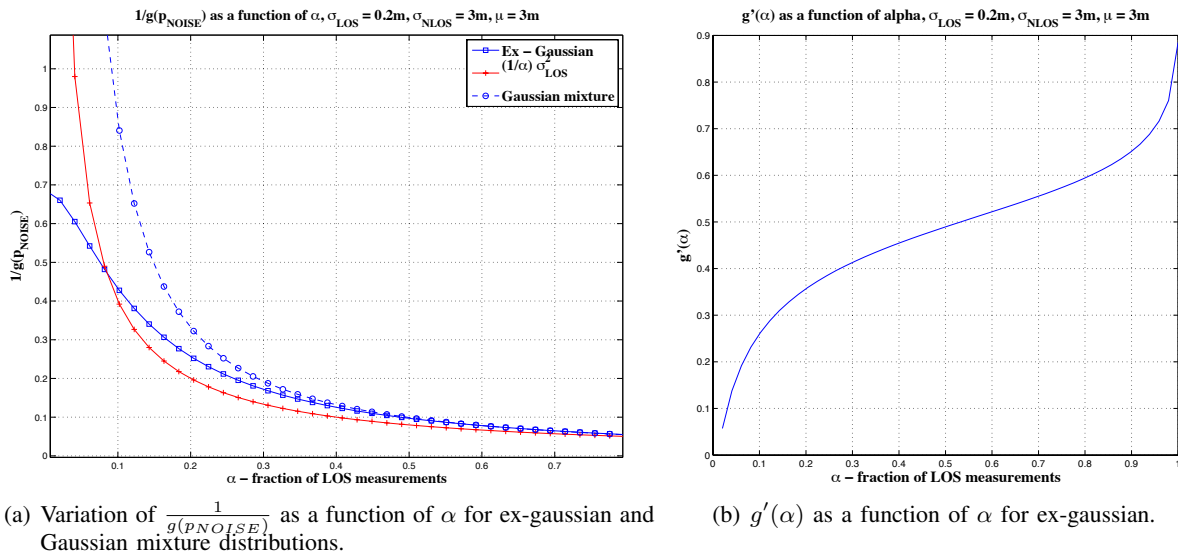 1/g(p_NOISE) as a function of α, σ_LOS = 0.2m, σ_NLOS = 3m, μ = 3m
1/g(p_NOISE)
1
0.9
0.8
0.7
0.6
0.5
0.4
0.3
0.2
0.1
0
Ex − Gaussian
(1/α) σ²_LOS
Gaussian mixture
0.1 0.2 0.3 0.4 0.5 0.6 0.7
α − fraction of LOS measurements
(a) Variation of 1/g(p_NOISE) as a function of α for ex-gaussian and
Gaussian mixture distributions.
g'(α) as a function of alpha, σ_LOS = 0.2m, σ_NLOS = 3m, μ = 3m
g'(α)
0.9
0.8
0.7
0.6
0.5
0.4
0.3
0.2
0.1
0
0 0.1 0.2 0.3 0.4 0.5 0.6 0.7 0.8 0.9 1
α − fraction of LOS measurements
(b) g′(α) as a function of α for ex-gaussian.